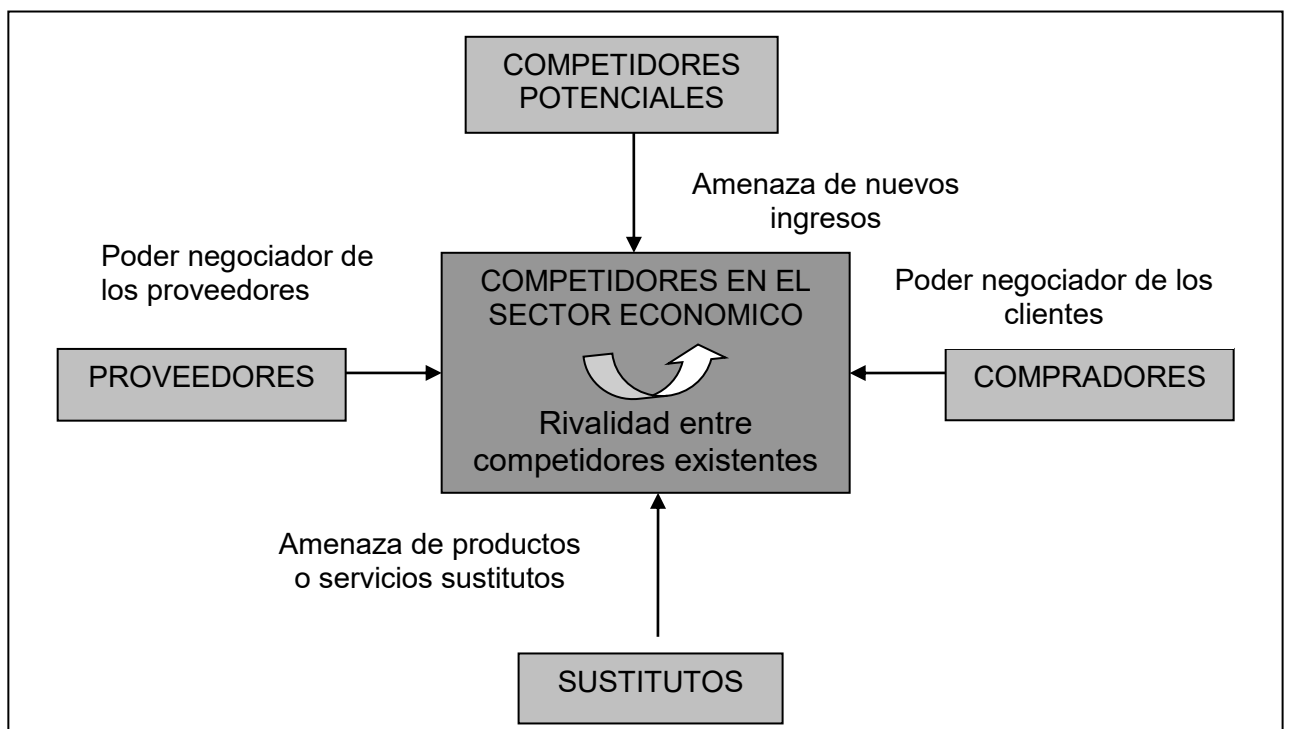 COMPETIDORES
POTENCIALES
Amenaza de nuevos
ingresos
Poder negociador de
los proveedores
COMPETIDORES EN EL
SECTOR ECONOMICO
Poder negociador de los
clientes
PROVEEDORES
COMPRADORES
Rivalidad entre
competidores existentes
Amenaza de productos
o servicios sustitutos
SUSTITUTOS